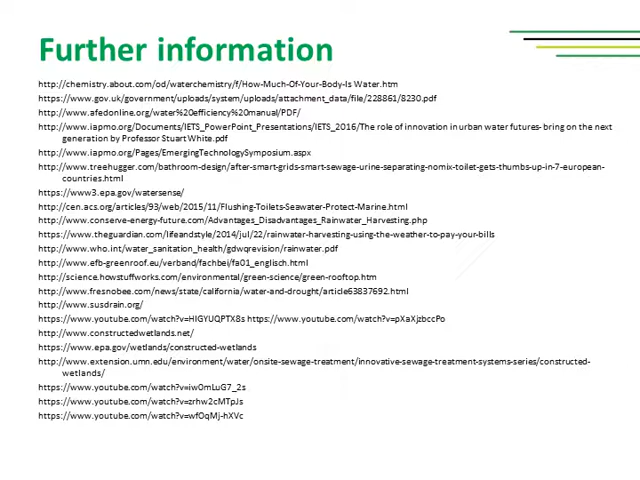 Further information
http://chemistry.about.com/od/waterchemistry/f/How-Much-Of-Your-Body-Is Water.htm
https://www.gov.uk/government/uploads/system/uploads/attachment_data/file/228861/8230.pdf
http://www.afedonline.org/water%20efficiency%20manual/PDF/
http://www.iapmo.org/Documents/IETS_PowerPoint_Presentations/IETS_2016/The role of innovation in urban water futures- bring on the next
generation by Professor Stuart White.pdf
http://www.iapmo.org/Pages/EmergingTechnologySymposium.aspx
http://www.treehugger.com/bathroom-design/after-smart-grids-smart-sewage-urine-separating-nomix-toilet-gets-thumbs-up-in-7-european-
countries.html
https://www3.epa.gov/watersense/
http://cen.acs.org/articles/93/web/2015/11/Flushing-Toilets-Seawater-Protect-Marine.html
http://www.conserve-energy-future.com/Advantages_Disadvantages_Rainwater_Harvesting.php
https://www.theguardian.com/lifeandstyle/2014/jul/22/rainwater-harvesting-using-the-weather-to-pay-your-bills
http://www.who.int/water_sanitation_health/gdwqrevision/rainwater.pdf
http://www.efb-greenroof.eu/verband/fachbei/fa01_englisch.html
http://science.howstuffworks.com/environmental/green-science/green-rooftop.htm
http://www.fresnobee.com/news/state/california/water-and-drought/article63837692.html
http://www.susdrain.org/
https://www.youtube.com/watch?v=HlGYUQPTX8s https://www.youtube.com/watch?v=pXaXjzbccPo
http://www.constructedwetlands.net/
https://www.epa.gov/wetlands/constructed-wetlands
http://www.extension.umn.edu/environment/water/onsite-sewage-treatment/innovative-sewage-treatment-systems-series/constructed-
wetlands/
https://www.youtube.com/watch?v=iw0mLuG7_2s
https://www.youtube.com/watch?v=zrhw2cMTpJs
https://www.youtube.com/watch?v=wfOqMj-hXVc